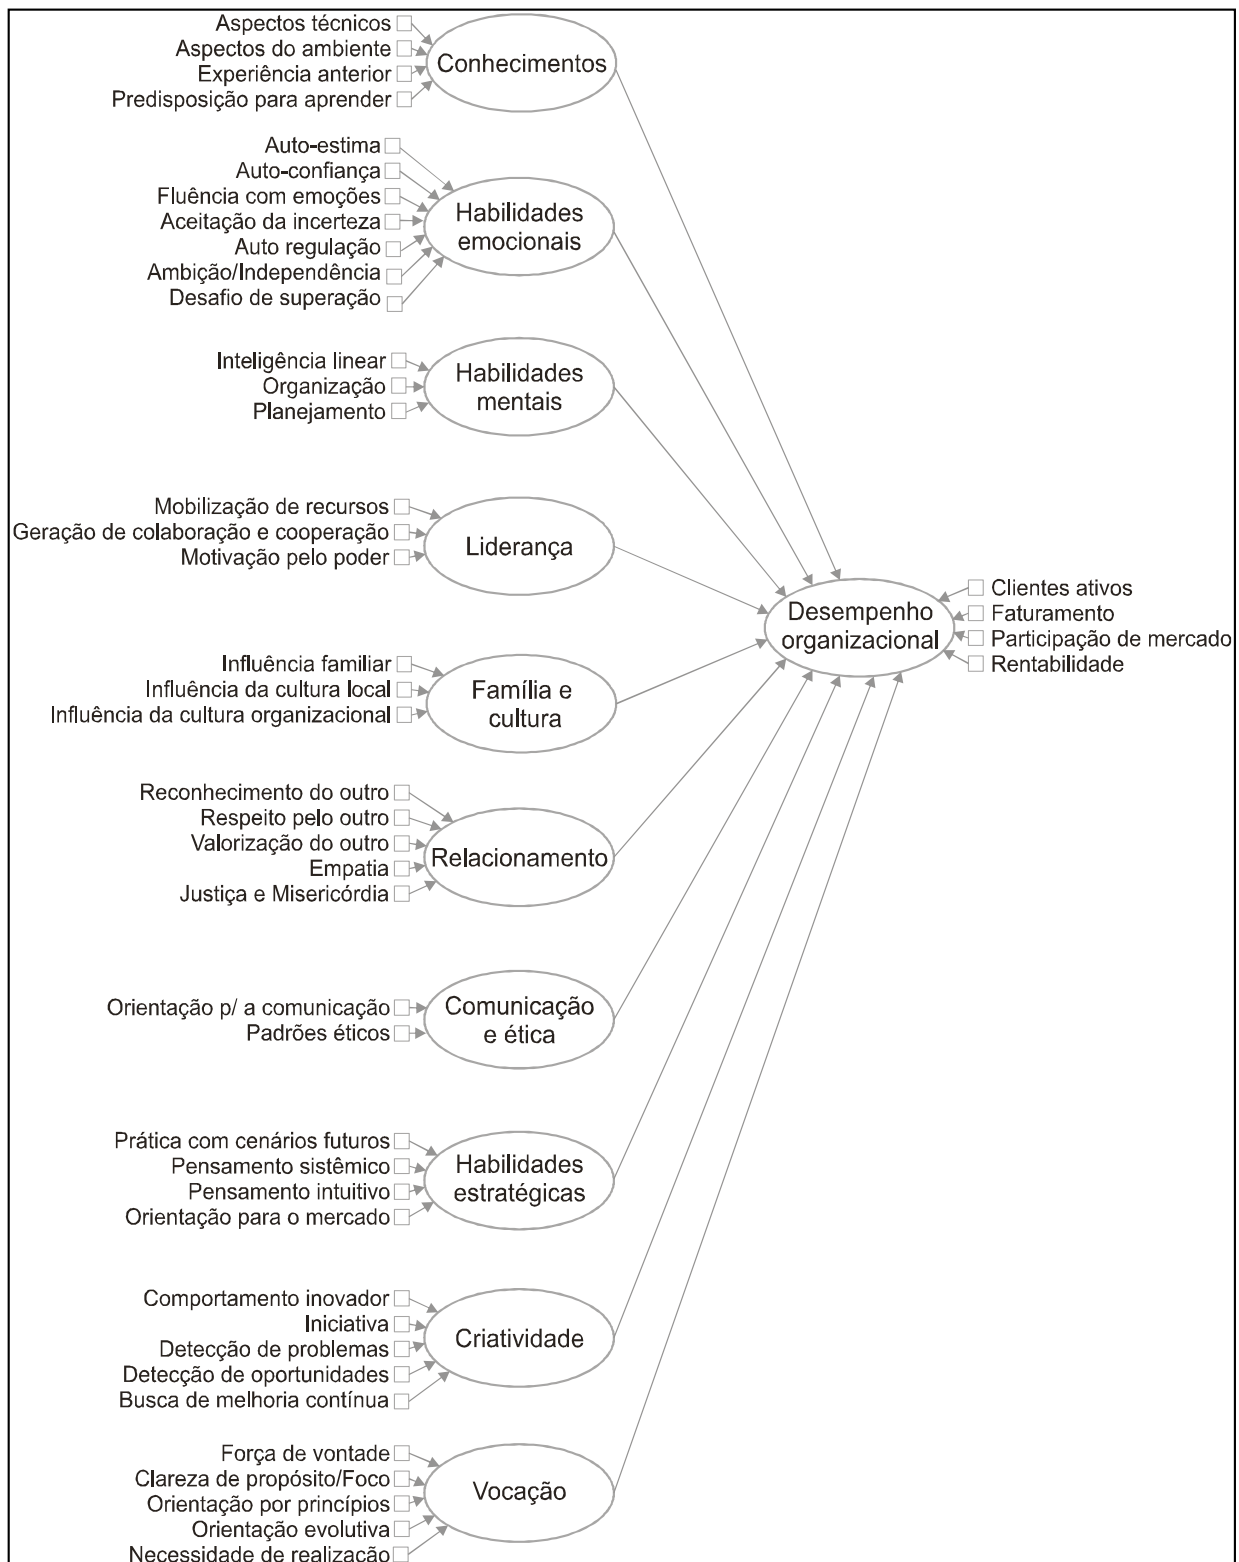 Aspectos técnicos
Aspectos do ambiente
Experiência anterior
Predisposição para aprender
Conhecimentos
Auto-estima
Auto-confiança
Fluência com emoções
Aceitação da incerteza
Auto regulação
Ambição/Independência
Desafio de superação
Habilidades
emocionais
Inteligência linear
Organização
Planejamento
Habilidades
mentais
Mobilização de recursos
Geração de colaboração e cooperação
Motivação pelo poder
Liderança
Influência familiar
Influência da cultura local
Influência da cultura organizacional
Família e
cultura
Reconhecimento do outro
Respeito pelo outro
Valorização do outro
Empatia
Justiça e Misericórdia
Relacionamento
Orientação p/ a comunicação
Padrões éticos
Comunicação
e ética
Prática com cenários futuros
Pensamento sistêmico
Pensamento intuitivo
Orientação para o mercado
Habilidades
estratégicas
Comportamento inovador
Iniciativa
Detecção de problemas
Detecção de oportunidades
Busca de melhoria contínua
Criatividade
Força de vontade
Clareza de propósito/Foco
Orientação por princípios
Orientação evolutiva
Necessidade de realização
Vocação
Desempenho
organizacional
Clientes ativos
Faturamento
Participação de mercado
Rentabilidade